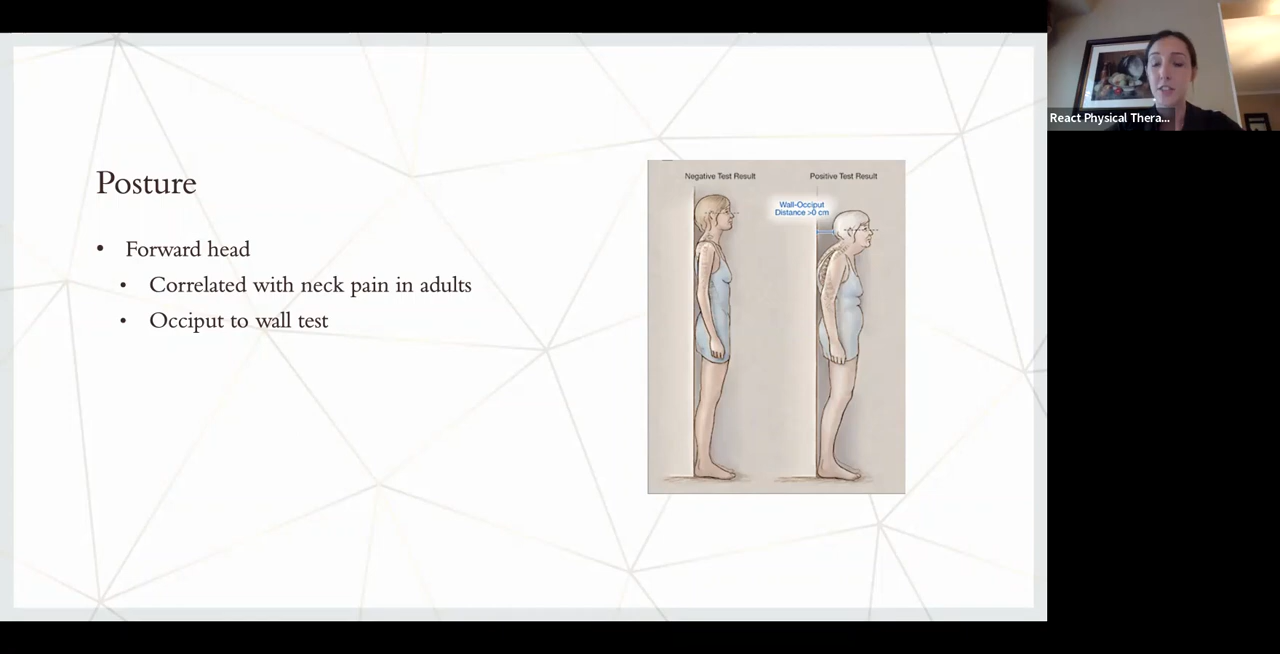 Posture
• Forward head
• Correlated with neck pain in adults
• Occiput to wall test
Negative Test Result
Positive Test Result
Wall-Occiput
Distance >0 cm
React Physical Thera...